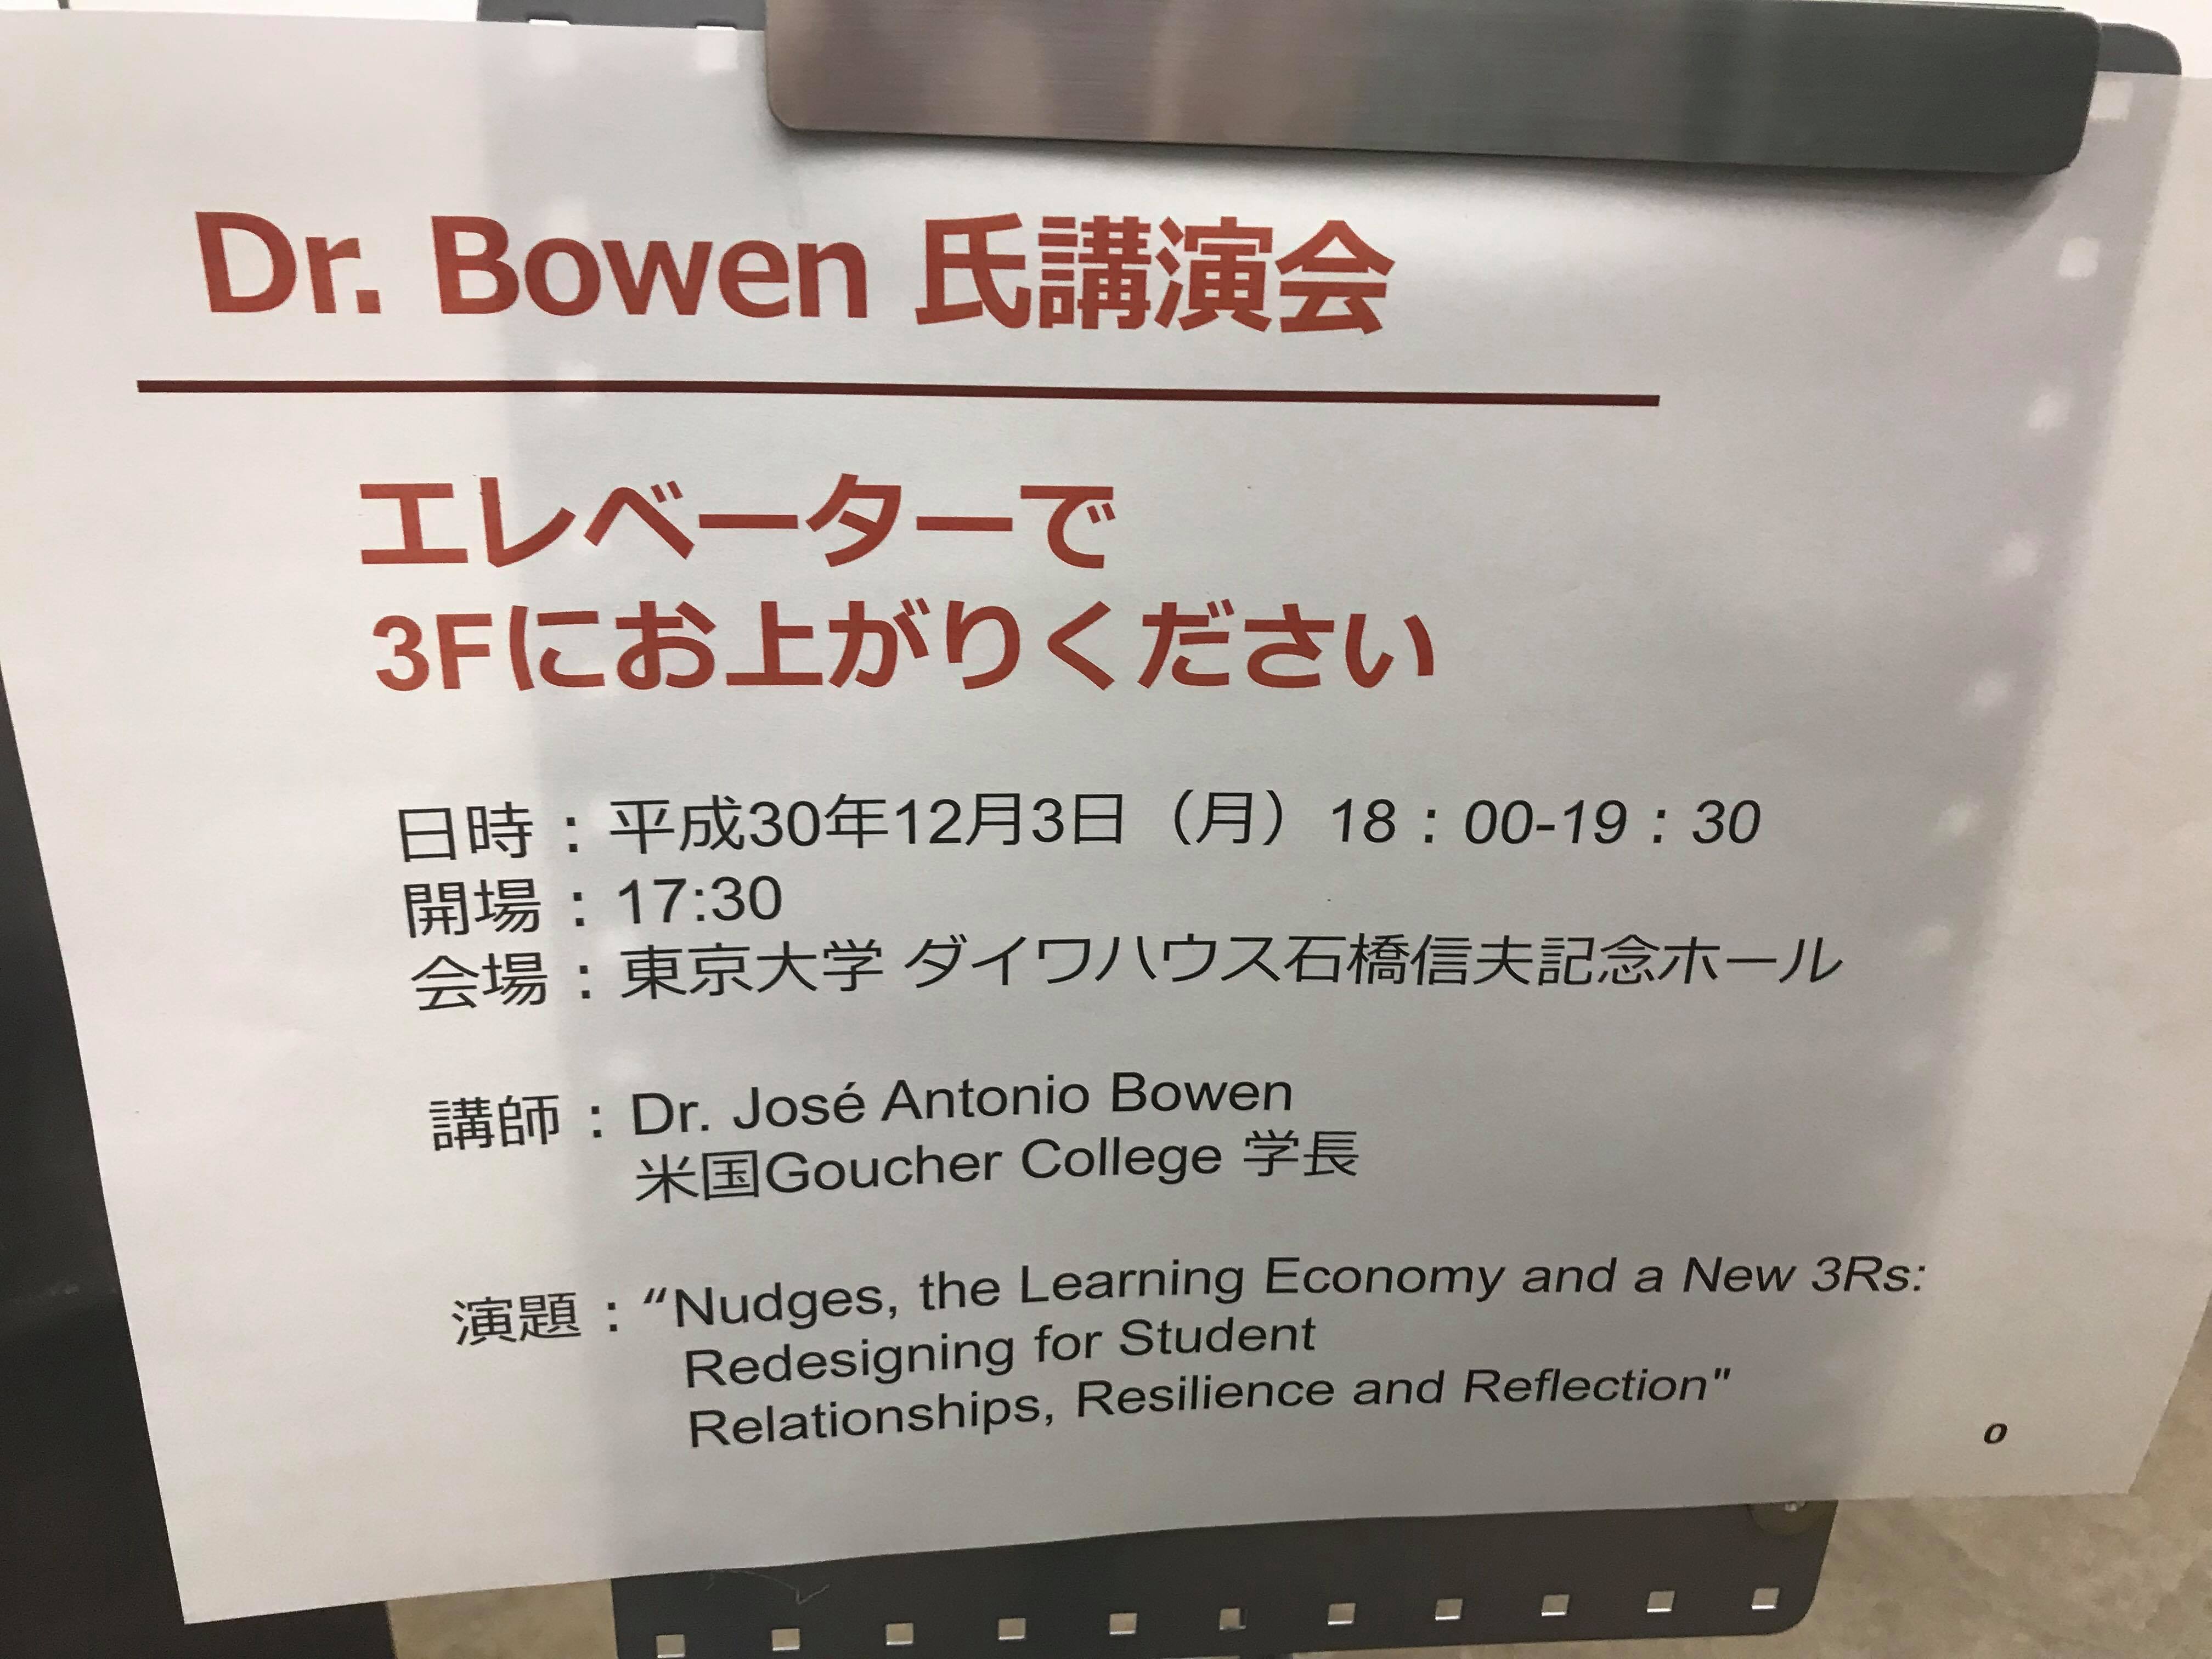 Dr. Bowen 氏講演会
エレベーターで
3Fにお上がりください
日時：平成30年12月3日（月）18：00-19：30
開場：17:30
会場：東京大学 ダイワハウス石橋信夫記念ホール
講師：Dr. José Antonio Bowen
米国Goucher College 学長
演題：“Nudges, the Learning Economy and a New 3Rs:
Redesigning for Student
Relationships, Resilience and Reflection"
0